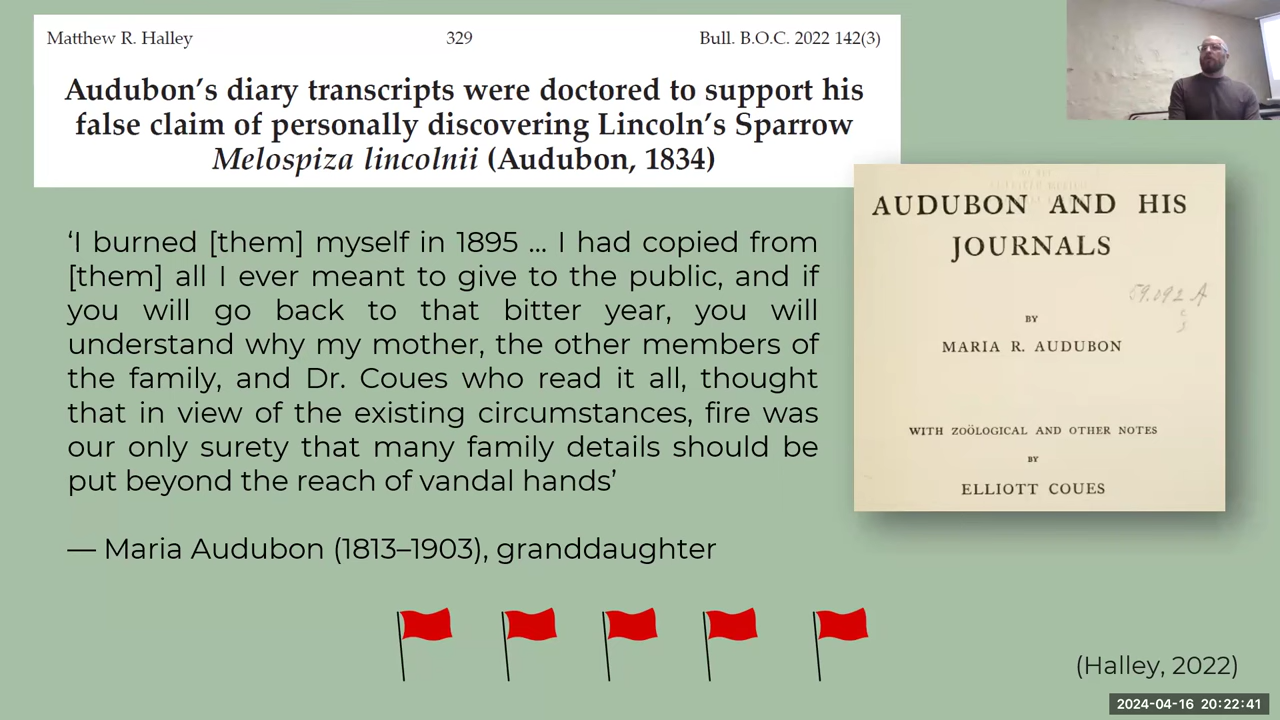 Matthew R. Halley 329 Bull. B.O.C. 2022 142(3)
Audubon’s diary transcripts were doctored to support his
false claim of personally discovering Lincoln’s Sparrow
Melospiza lincolnii (Audubon, 1834)
‘I burned [them] myself in 1895 ... I had copied from
[them] all I ever meant to give to the public, and if
you will go back to that bitter year, you will
understand why my mother, the other members of
the family, and Dr. Coues who read it all, thought
that in view of the existing circumstances, fire was
our only surety that many family details should be
put beyond the reach of vandal hands’
— Maria Audubon (1813–1903), granddaughter
AUDUBON AND HIS
JOURNALS
BY
MARIA R. AUDUBON
WITH ZOÖLOGICAL AND OTHER NOTES
BY
ELLIOTT COUES
(Halley, 2022)
2024-04-16 20:22:41